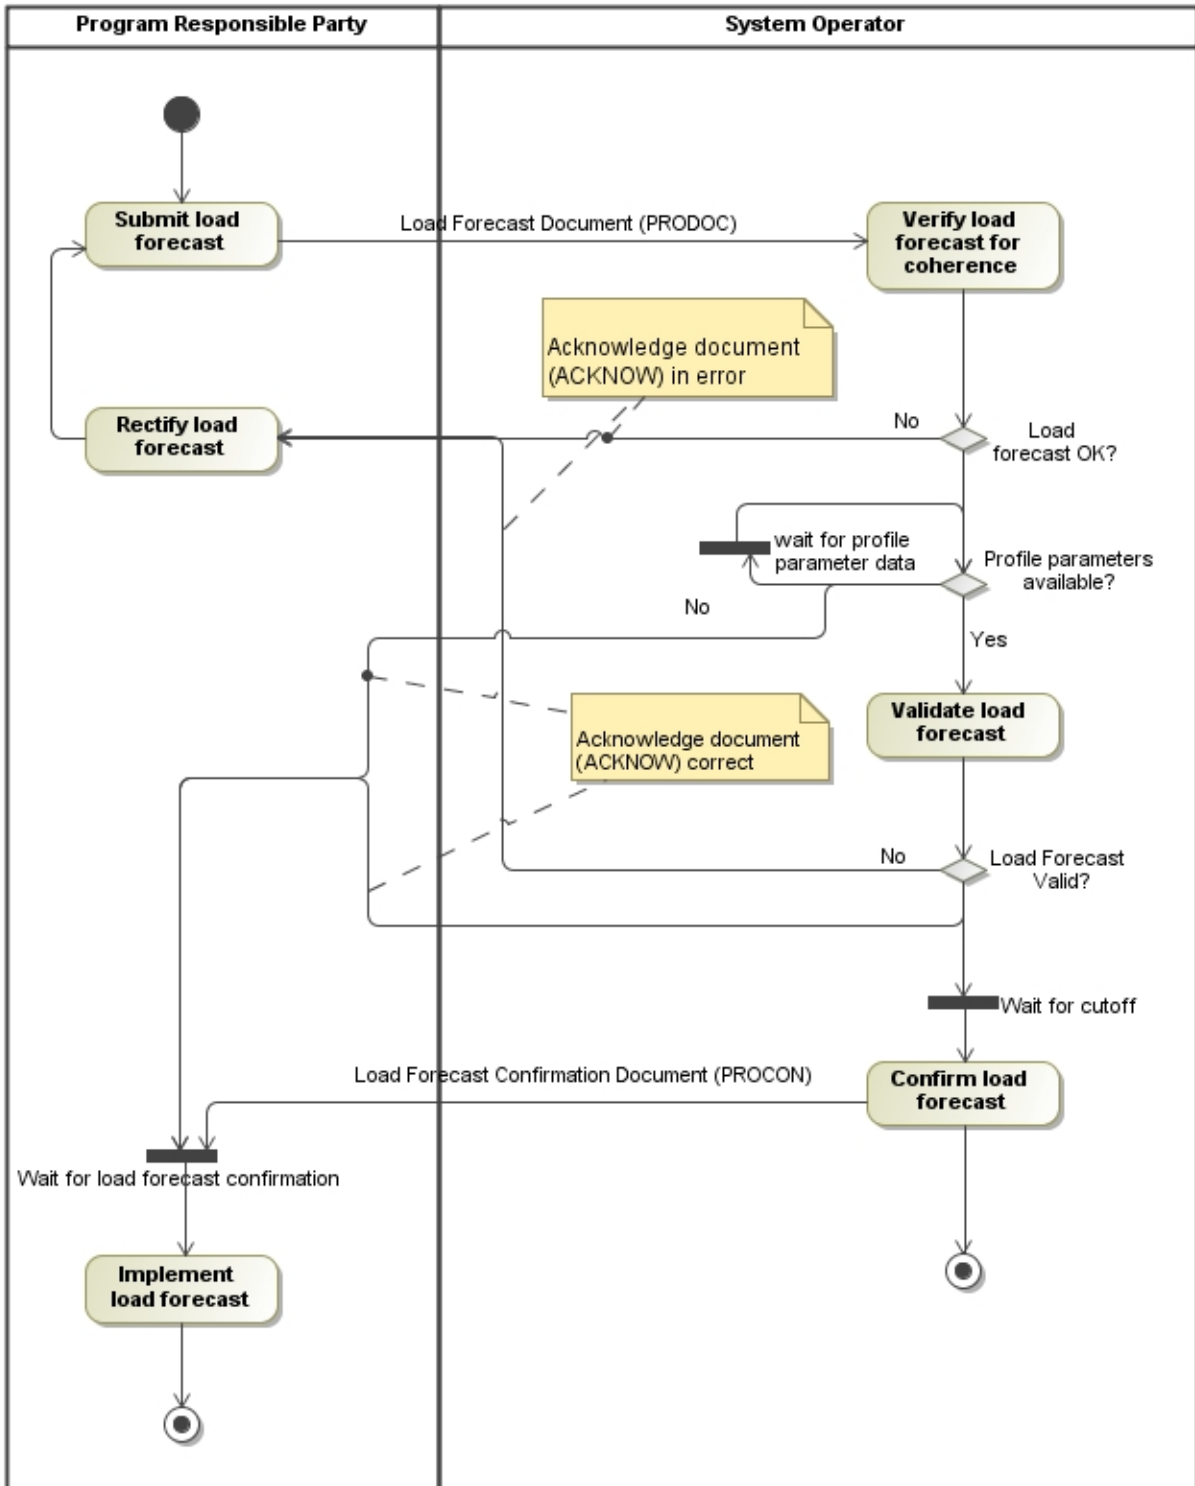 Program Responsible Party
System Operator
Submit load
forecast
Load Forecast Document (PRODOC)
Verify load
forecast for
coherence
Acknowledge document
(ACKNOW) in error
Rectify load
forecast
No
Load
forecast OK?
wait for profile
parameter data
Profile parameters
available?
No
Yes
Validate load
forecast
Acknowledge document
(ACKNOW) correct
No
Load Forecast
Valid?
Wait for cutoff
Load Forecast Confirmation Document (PROCON)
Confirm load
forecast
Wait for load forecast confirmation
Implement
load forecast